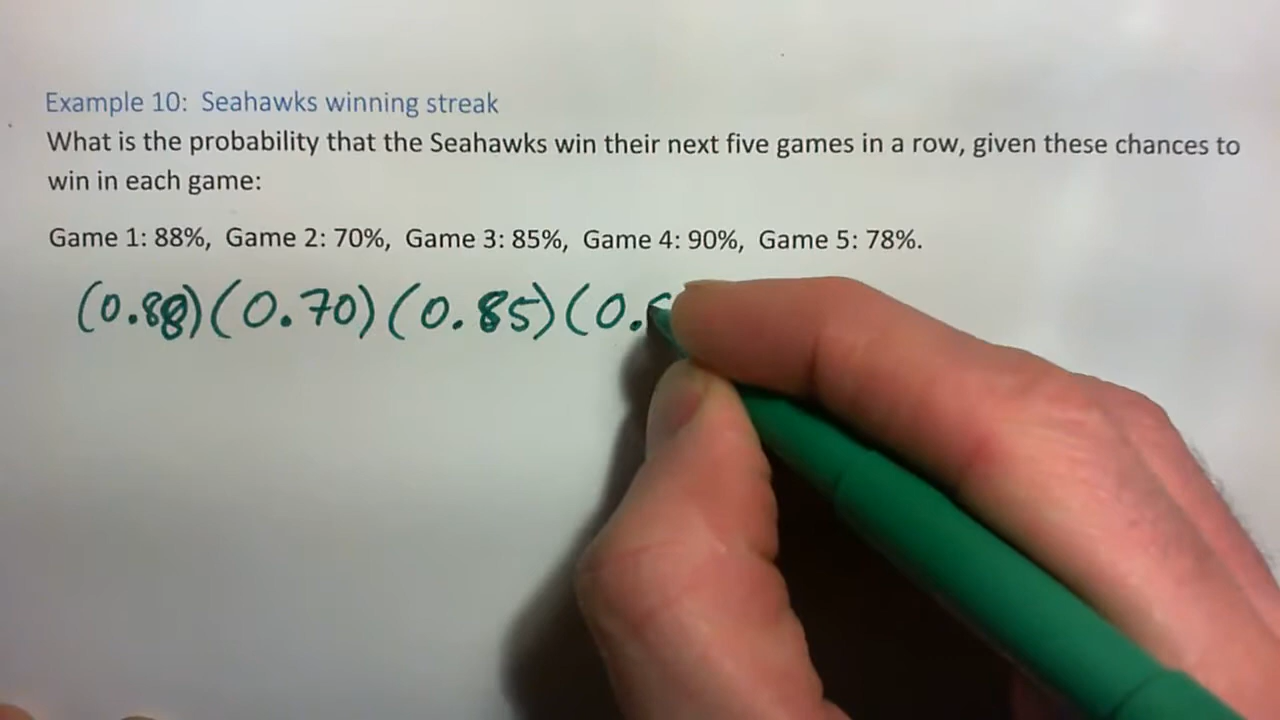 Example 10: Seahawks winning streak
What is the probability that the Seahawks win their next five games in a row, given these chances to
win in each game:
Game 1: 88%, Game 2: 70%, Game 3: 85%, Game 4: 90%, Game 5: 78%.
(0.88)(0.70)(0.85)(0.